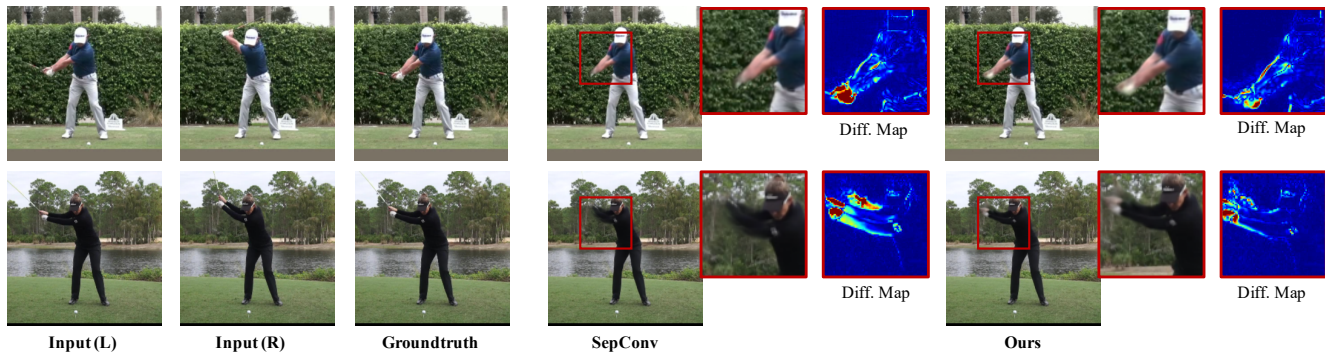 Diff. Map
Diff. Map
Diff. Map
Diff. Map
Input (L)
Input (R)
Groundtruth
SepConv
Ours